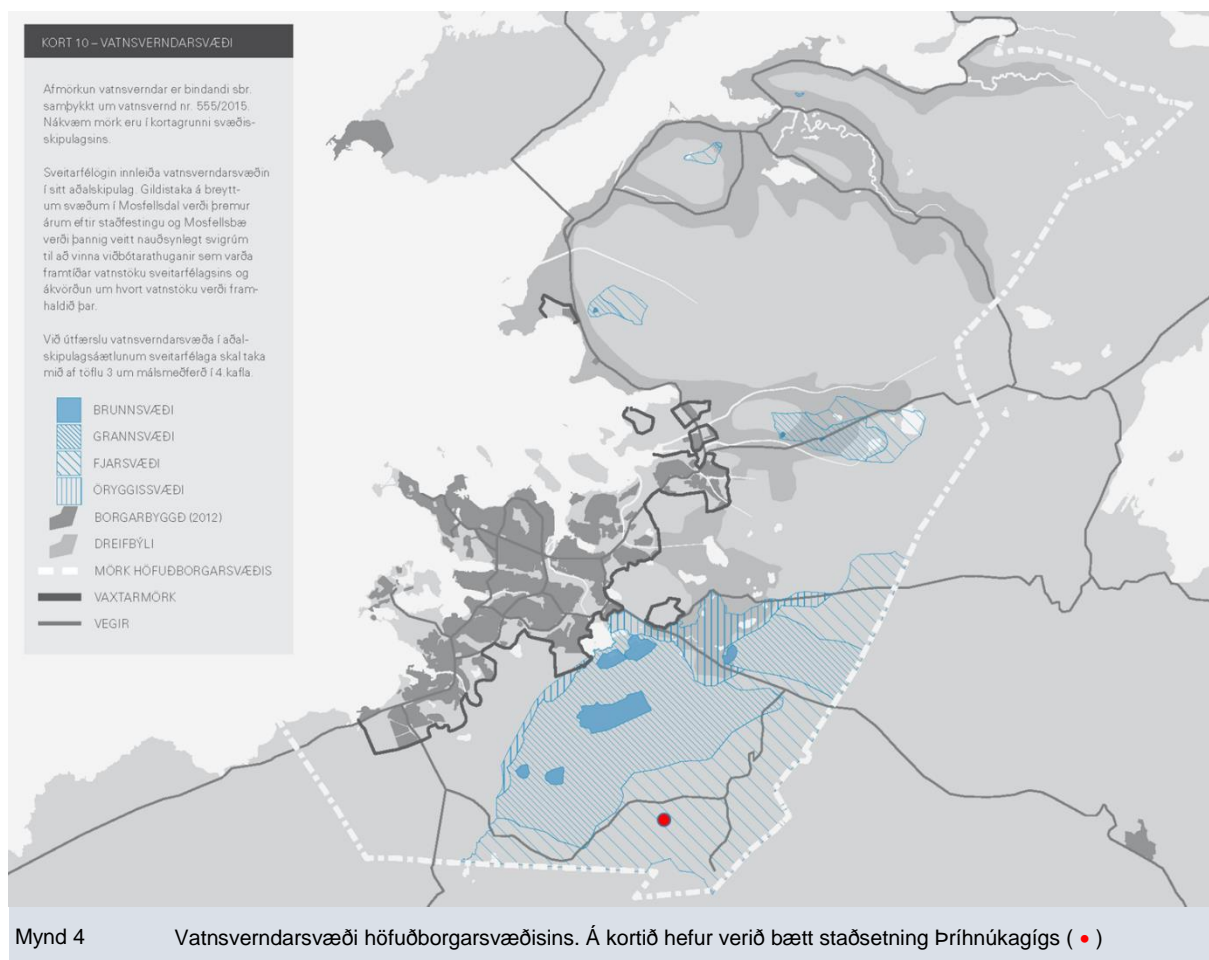 KORT 10 – VATNSVERNDARSVÆÐI
Afmörkun vatnsverndar er bindandi sbr.
samþykkt um vatnsvernd nr. 555/2015.
Nákvæm mörk eru í kortagrunni svæðis-
skipulagsins.
Sveitarfélögin innleiða vatnsverndarsvæðin
í sitt aðalskipulag. Gildistaka á breytt-
um svæðum í Mosfellsdal verði þremur
árum eftir staðfestingu og Mosfellsbæ
verði þannig veitt nauðsynlegt svigrúm
til að vinna viðbótarathuganir sem varða
framtíðar vatnstöku sveitarfélagsins og
ákvörðun um hvort vatnstöku verði fram-
haldið þar.
Við útfærslu vatnsverndarsvæða í aðal-
skipulagsáætlunum sveitarfélaga skal taka
mið af töflu 3 um málsmeðferð í 4.kafla.
BRUNNSVÆÐI
GRANNSVÆÐI
FJARSVÆÐI
ÖRYGGISSVÆÐI
BORGARBYGGÐ (2012)
DREIFBÝLI
MÖRK HÖFUÐBORGARSVÆÐIS
VAXTARMÖRK
VEGIR
Mynd 4 Vatnsverndarsvæði höfuðborgarsvæðisins. Á kortið hefur verið bætt staðsetning Þríhnúkagígs ( • )